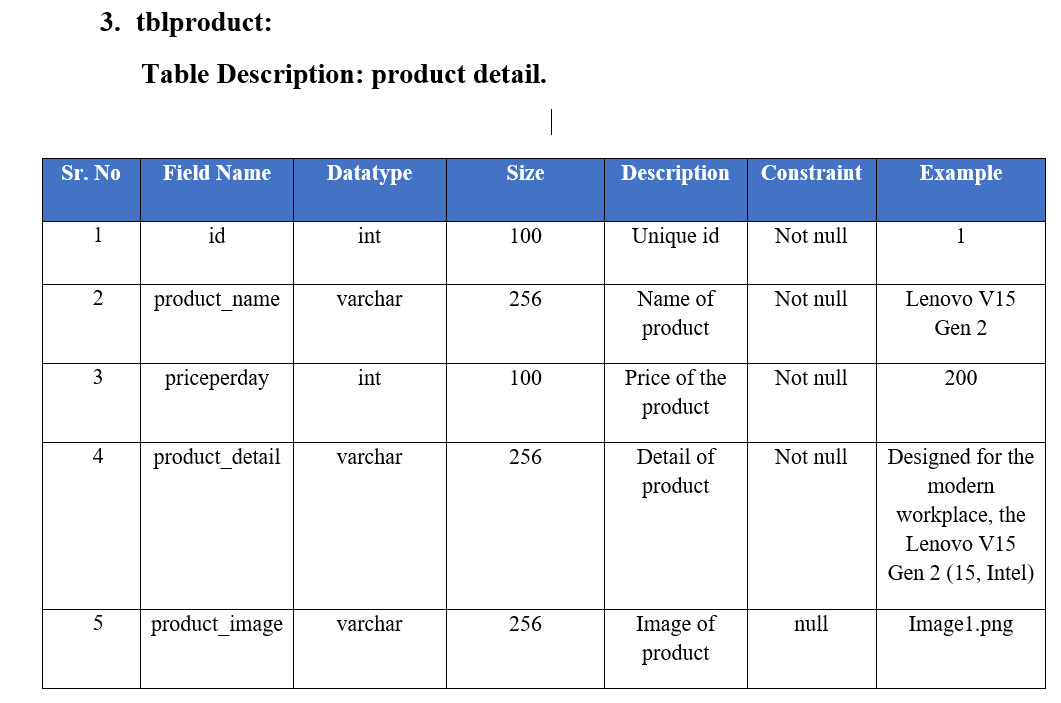 3. tblproduct:
Table Description: product detail.
Sr. No Field Name Datatype Size Description Constraint Example
1 id int 100 Unique id Not null 1
2 product_name varchar 256 Name of product Not null Lenovo V15 Gen 2
3 priceperday int 100 Price of the product Not null 200
4 product_detail varchar 256 Detail of product Not null Designed for the modern workplace, the Lenovo V15 Gen 2 (15, Intel)
5 product_image varchar 256 Image of product null Image1.png